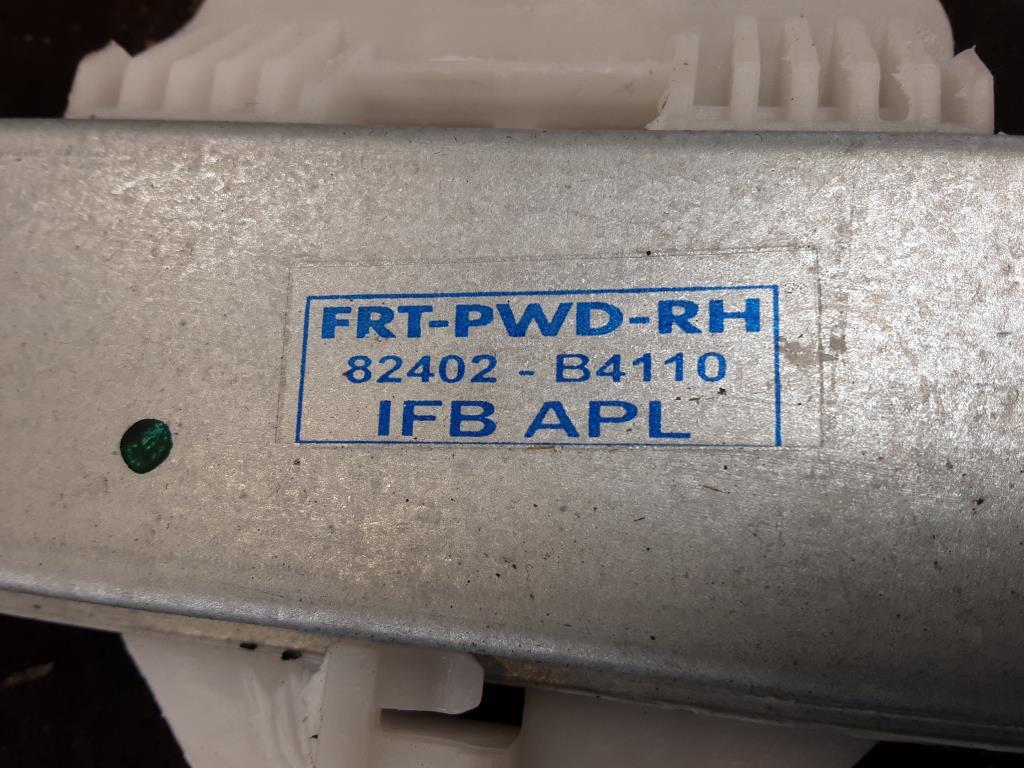 FRT-PWD-RH
82402 - B4110
IFB APL